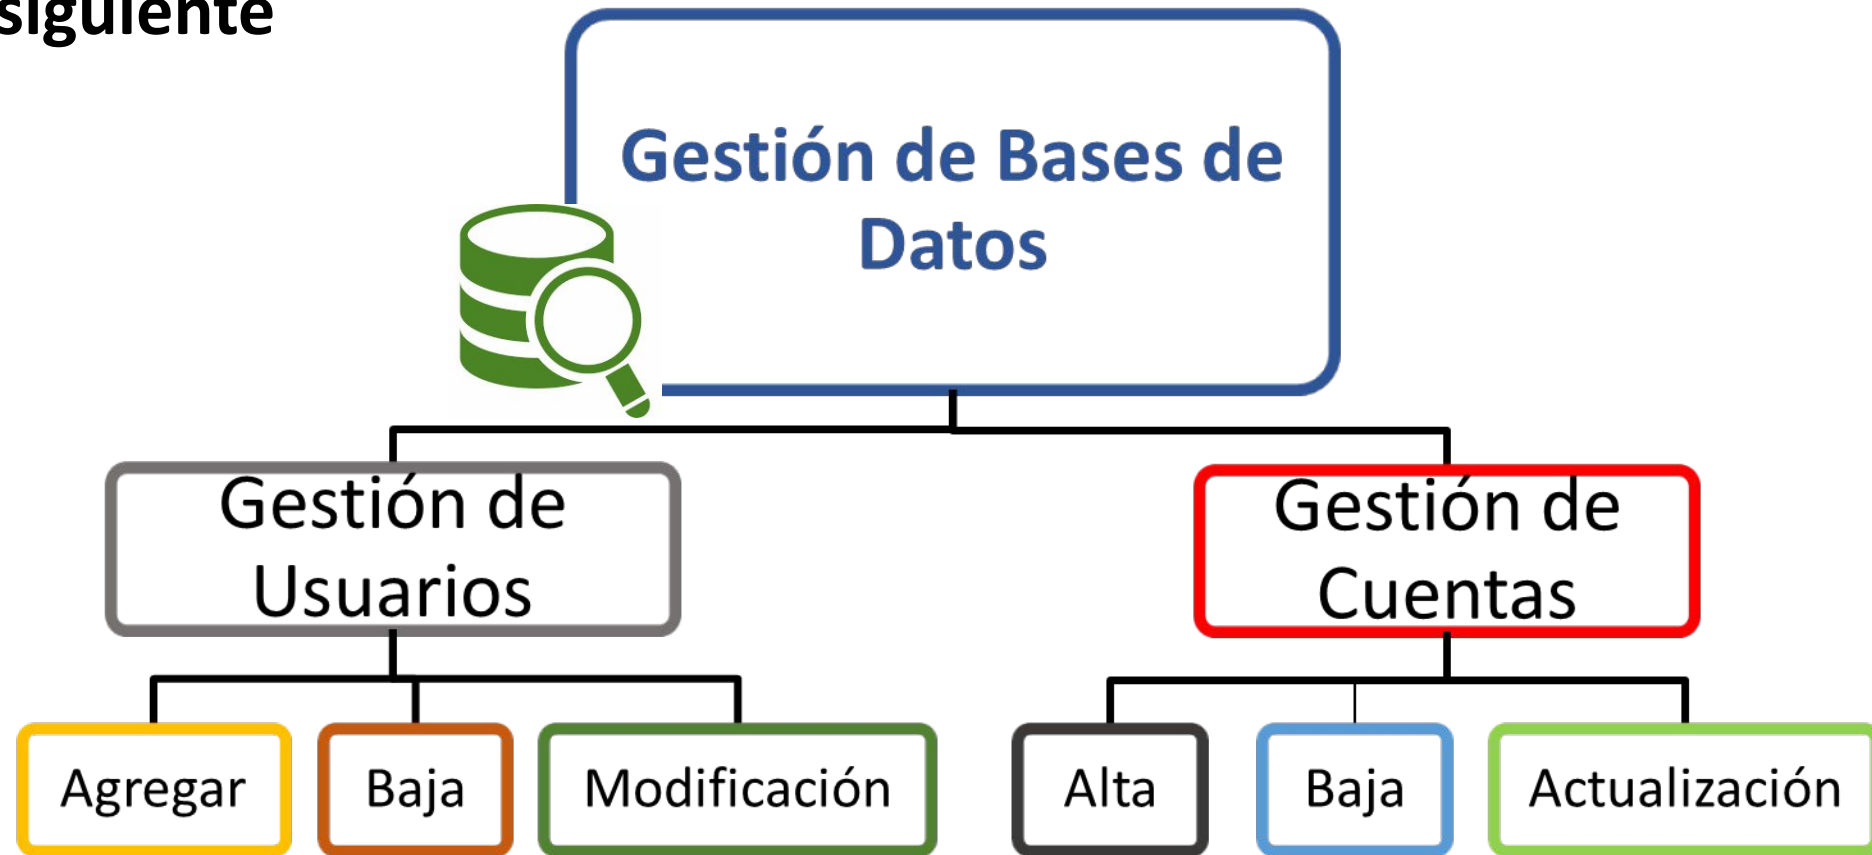 siguiente
Gestión de Bases de
Datos
Gestión de
Usuarios
Gestión de
Cuentas
Agregar
Baja
Modificación
Alta
Baja
Actualización